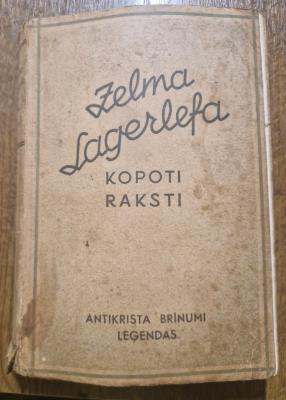 Zelma
Lagerlefa
KOPOTI
RAKSTI
ANTIKRISTA BRĪNUMI
LEĢENDAS